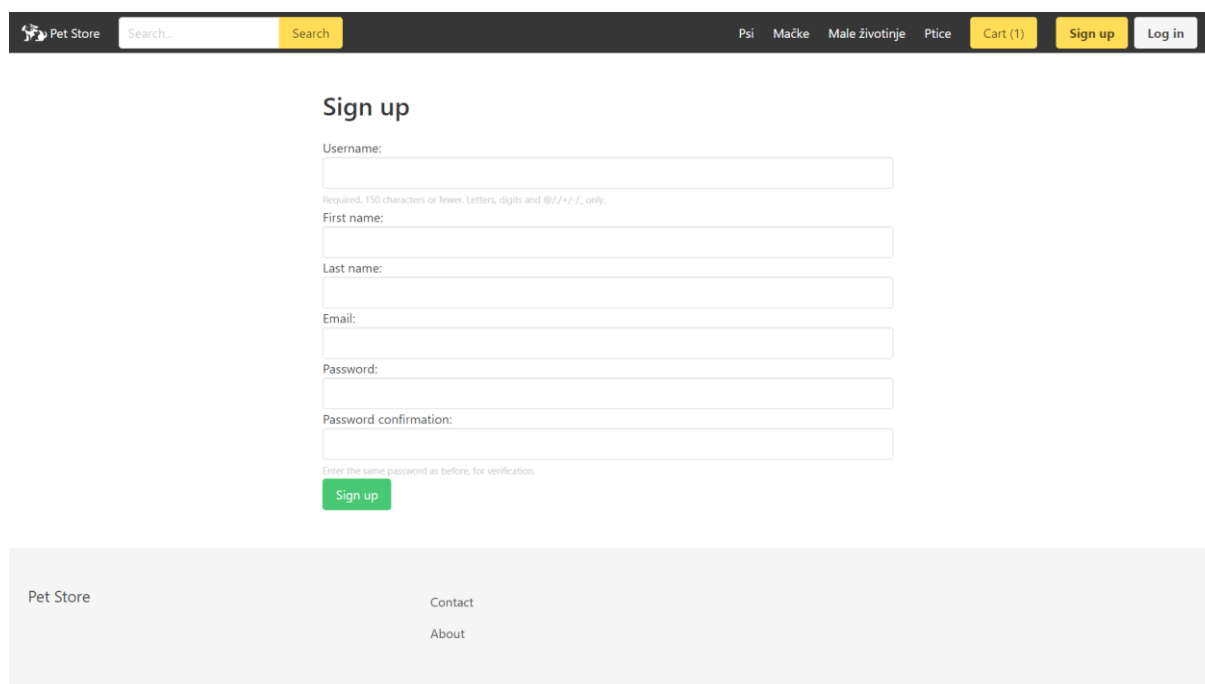 Pet Store Search... Search Psi Mačke Male životinje Ptice Cart (1) Sign up Log in
Sign up
Username:
Required. 150 characters or fewer. Letters, digits and @/./+/-/_ only.
First name:
Last name:
Email:
Password:
Password confirmation:
Enter the same password as before, for verification.
Sign up
Pet Store
Contact
About